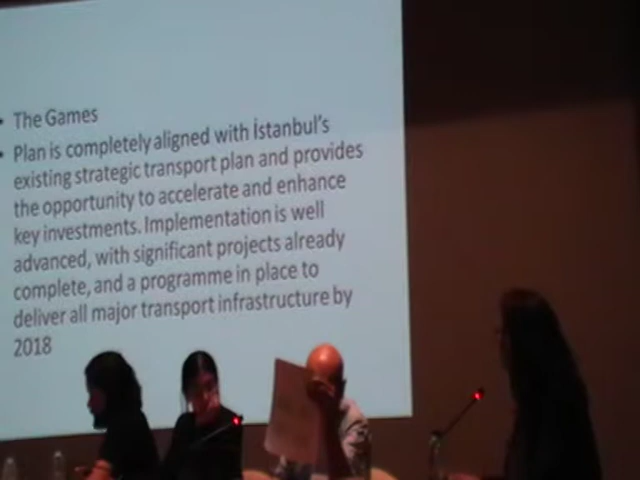 • The Games
• Plan is completely aligned with İstanbul's
existing strategic transport plan and provides
the opportunity to accelerate and enhance
key investments. Implementation is well
advanced, with significant projects already
complete, and a programme in place to
deliver all major transport infrastructure by
2018